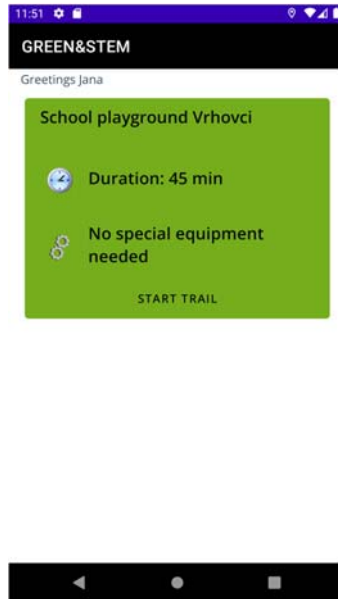 11:51
GREEN&STEM
Greetings Jana
School playground Vrhovci
Duration: 45 min
No special equipment
needed
START TRAIL